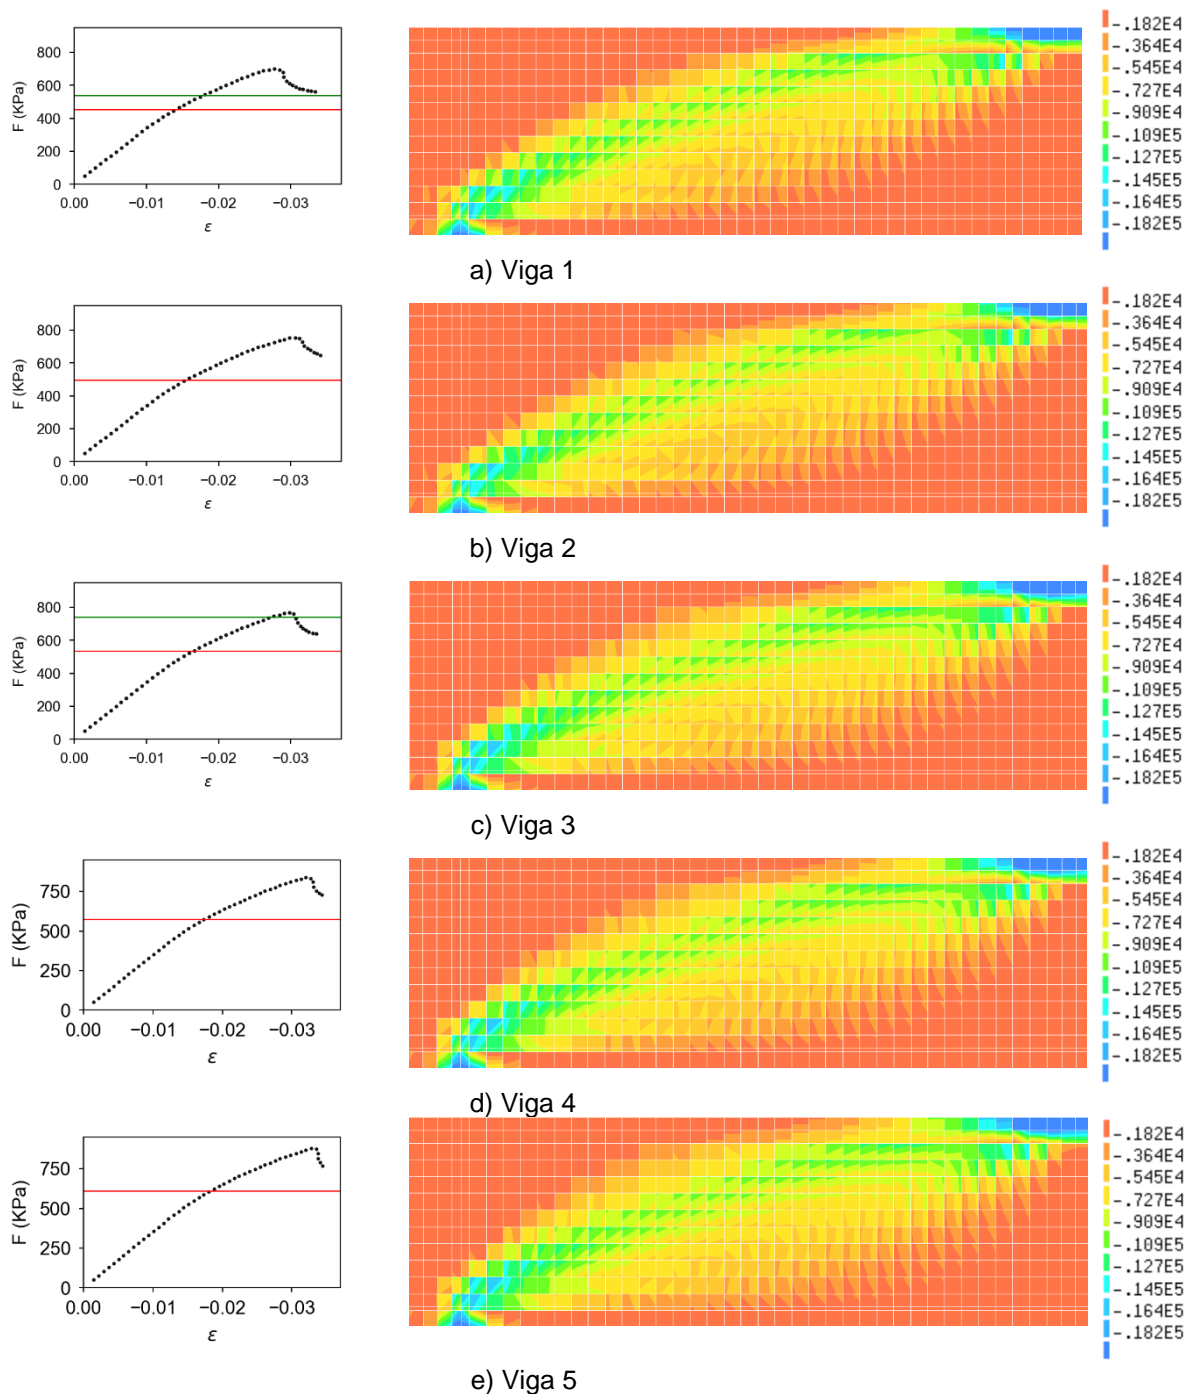 800
600
400
200
0
F (KPa)
0.00 −0.01 −0.02 −0.03
ε
-.182E4
-.364E4
-.545E4
-.727E4
-.909E4
-.109E5
-.127E5
-.145E5
-.164E5
-.182E5
a) Viga 1
800
600
400
200
0
F (KPa)
0.00 −0.01 −0.02 −0.03
ε
-.182E4
-.364E4
-.545E4
-.727E4
-.909E4
-.109E5
-.127E5
-.145E5
-.164E5
-.182E5
b) Viga 2
800
600
400
200
0
F (KPa)
0.00 −0.01 −0.02 −0.03
ε
-.182E4
-.364E4
-.545E4
-.727E4
-.909E4
-.109E5
-.127E5
-.145E5
-.164E5
-.182E5
c) Viga 3
750
500
250
0
F (KPa)
0.00 −0.01 −0.02 −0.03
ε
-.182E4
-.364E4
-.545E4
-.727E4
-.909E4
-.109E5
-.127E5
-.145E5
-.164E5
-.182E5
d) Viga 4
750
500
250
0
F (KPa)
0.00 −0.01 −0.02 −0.03
ε
-.182E4
-.364E4
-.545E4
-.727E4
-.909E4
-.109E5
-.127E5
-.145E5
-.164E5
-.182E5
e) Viga 5